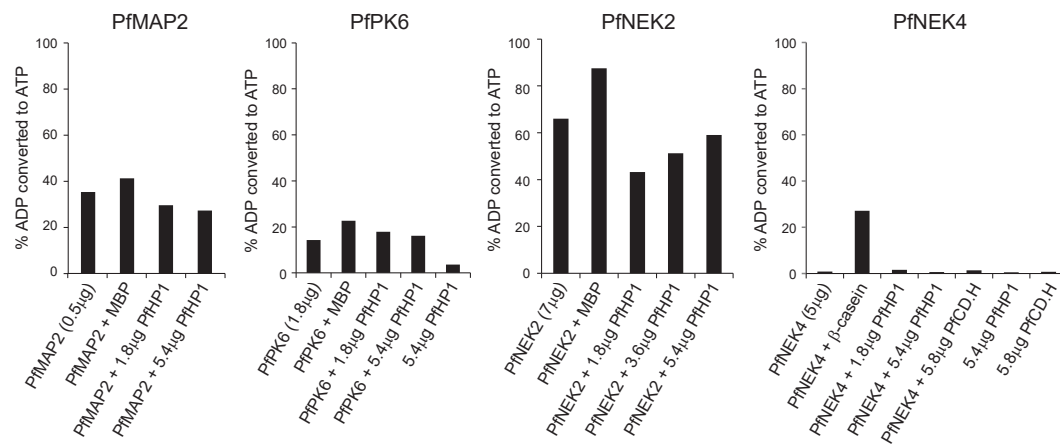 PfMAP2
% ADP converted to ATP
100
80
60
40
20
0
PfMAP2 (0.5μg)
PfMAP2 + MBP
PfMAP2 + 1.8μg PfHP1
PfMAP2 + 5.4μg PfHP1
PfPK6
% ADP converted to ATP
100
80
60
40
20
0
PfPK6 (1.8μg)
PfPK6 + MBP
PfPK6 + 1.8μg PfHP1
PfPK6 + 5.4μg PfHP1
5.4μg PfHP1
PfNEK2
% ADP converted to ATP
100
80
60
40
20
0
PfNEK2 (7μg)
PfNEK2 + MBP
PfNEK2 + 1.8μg PfHP1
PfNEK2 + 3.6μg PfHP1
PfNEK2 + 5.4μg PfHP1
PfNEK4
% ADP converted to ATP
100
80
60
40
20
0
PfNEK4 (5μg)
PfNEK4 + β-casein
PfNEK4 + 1.8μg PfHP1
PfNEK4 + 5.4μg PfHP1
PfNEK4 + 5.8μg PfCD.H
5.4μg PfHP1
5.8μg PfCD.H